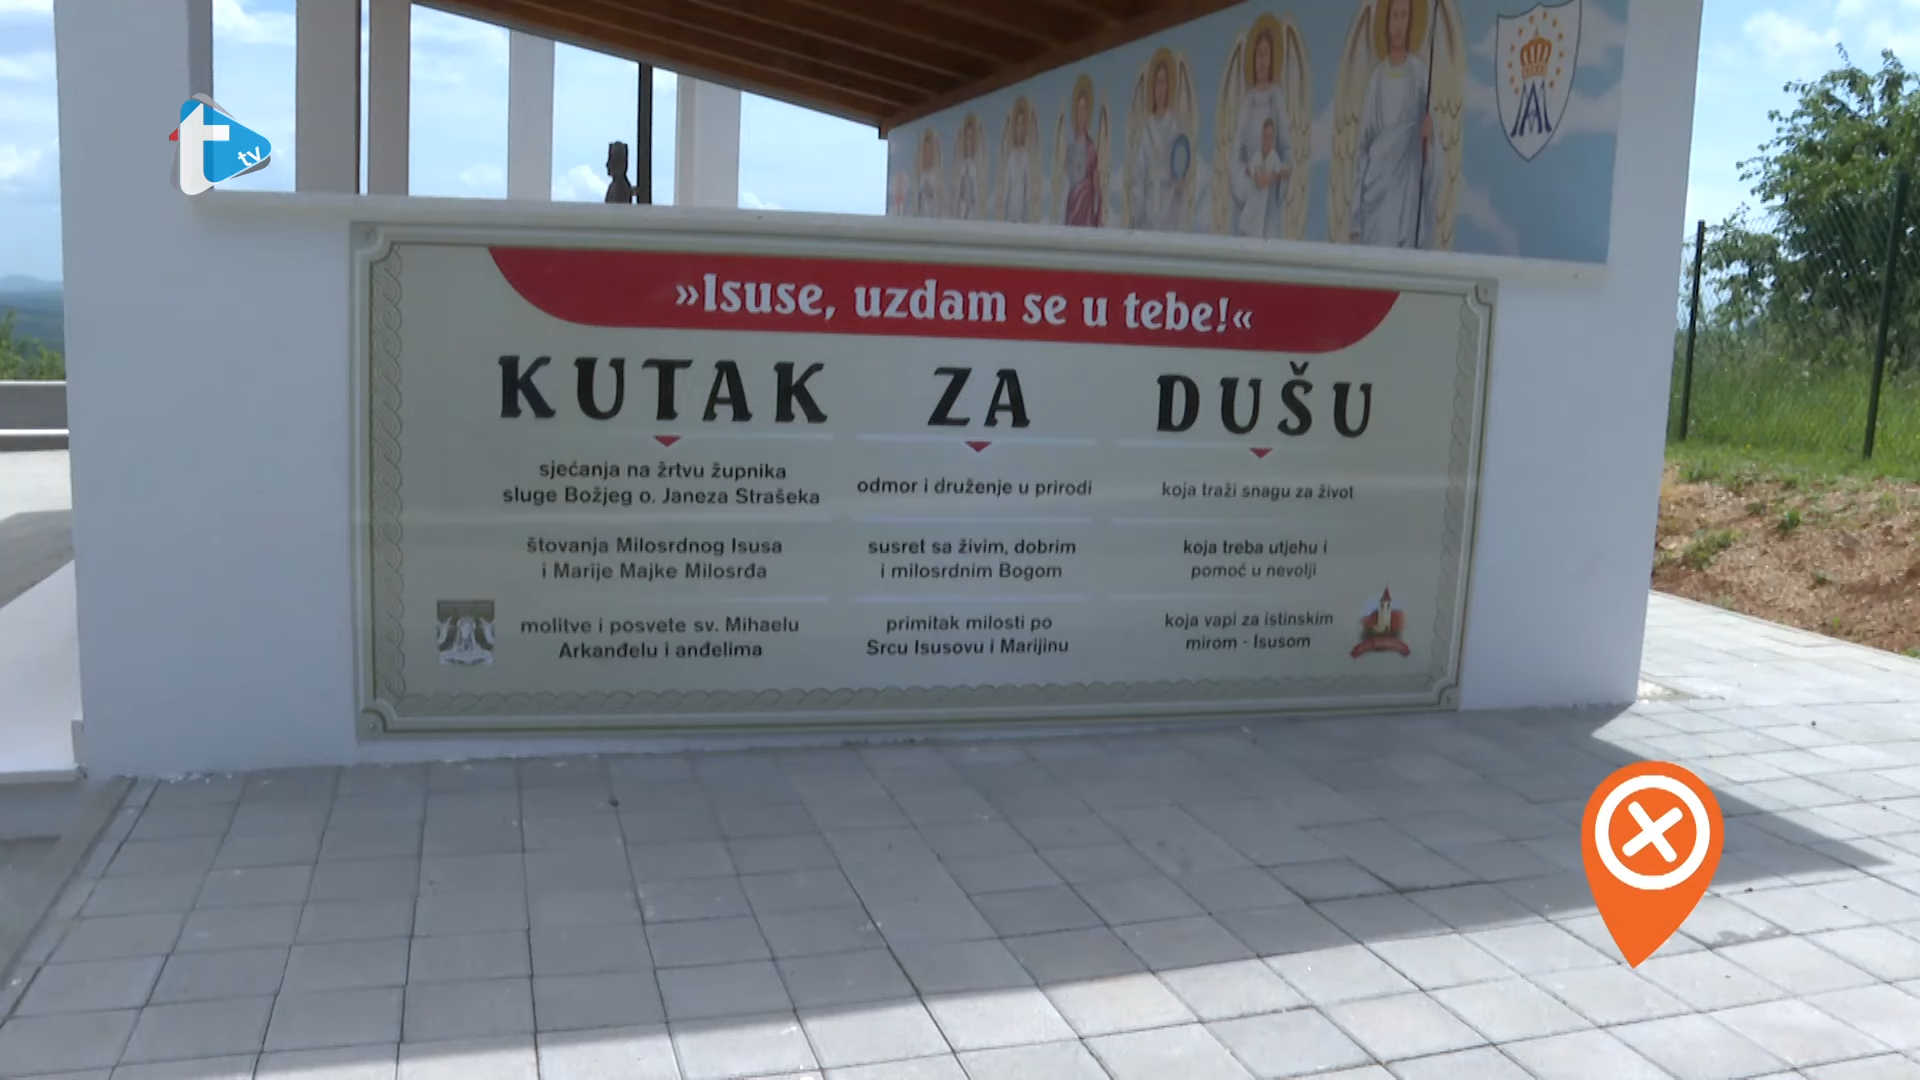 t tv
»Isuse, uzdam se u tebe!«
KUTAK ZA DUŠU
sjećanja na žrtvu župnika
sluge Božjeg o. Janeza Strašeka
štovanja Milosrdnog Isusa
i Marije Majke Milosrđa
molitve i posvete sv. Mihaelu
Arkanđelu i anđelima
odmor i druženje u prirodi
susret sa živim, dobrim
i milosrdnim Bogom
primitak milosti po
Srcu Isusovu i Marijinu
koja traži snagu za život
koja treba utjehu i
pomoć u nevolji
koja vapi za istinskim
mirom - Isusom